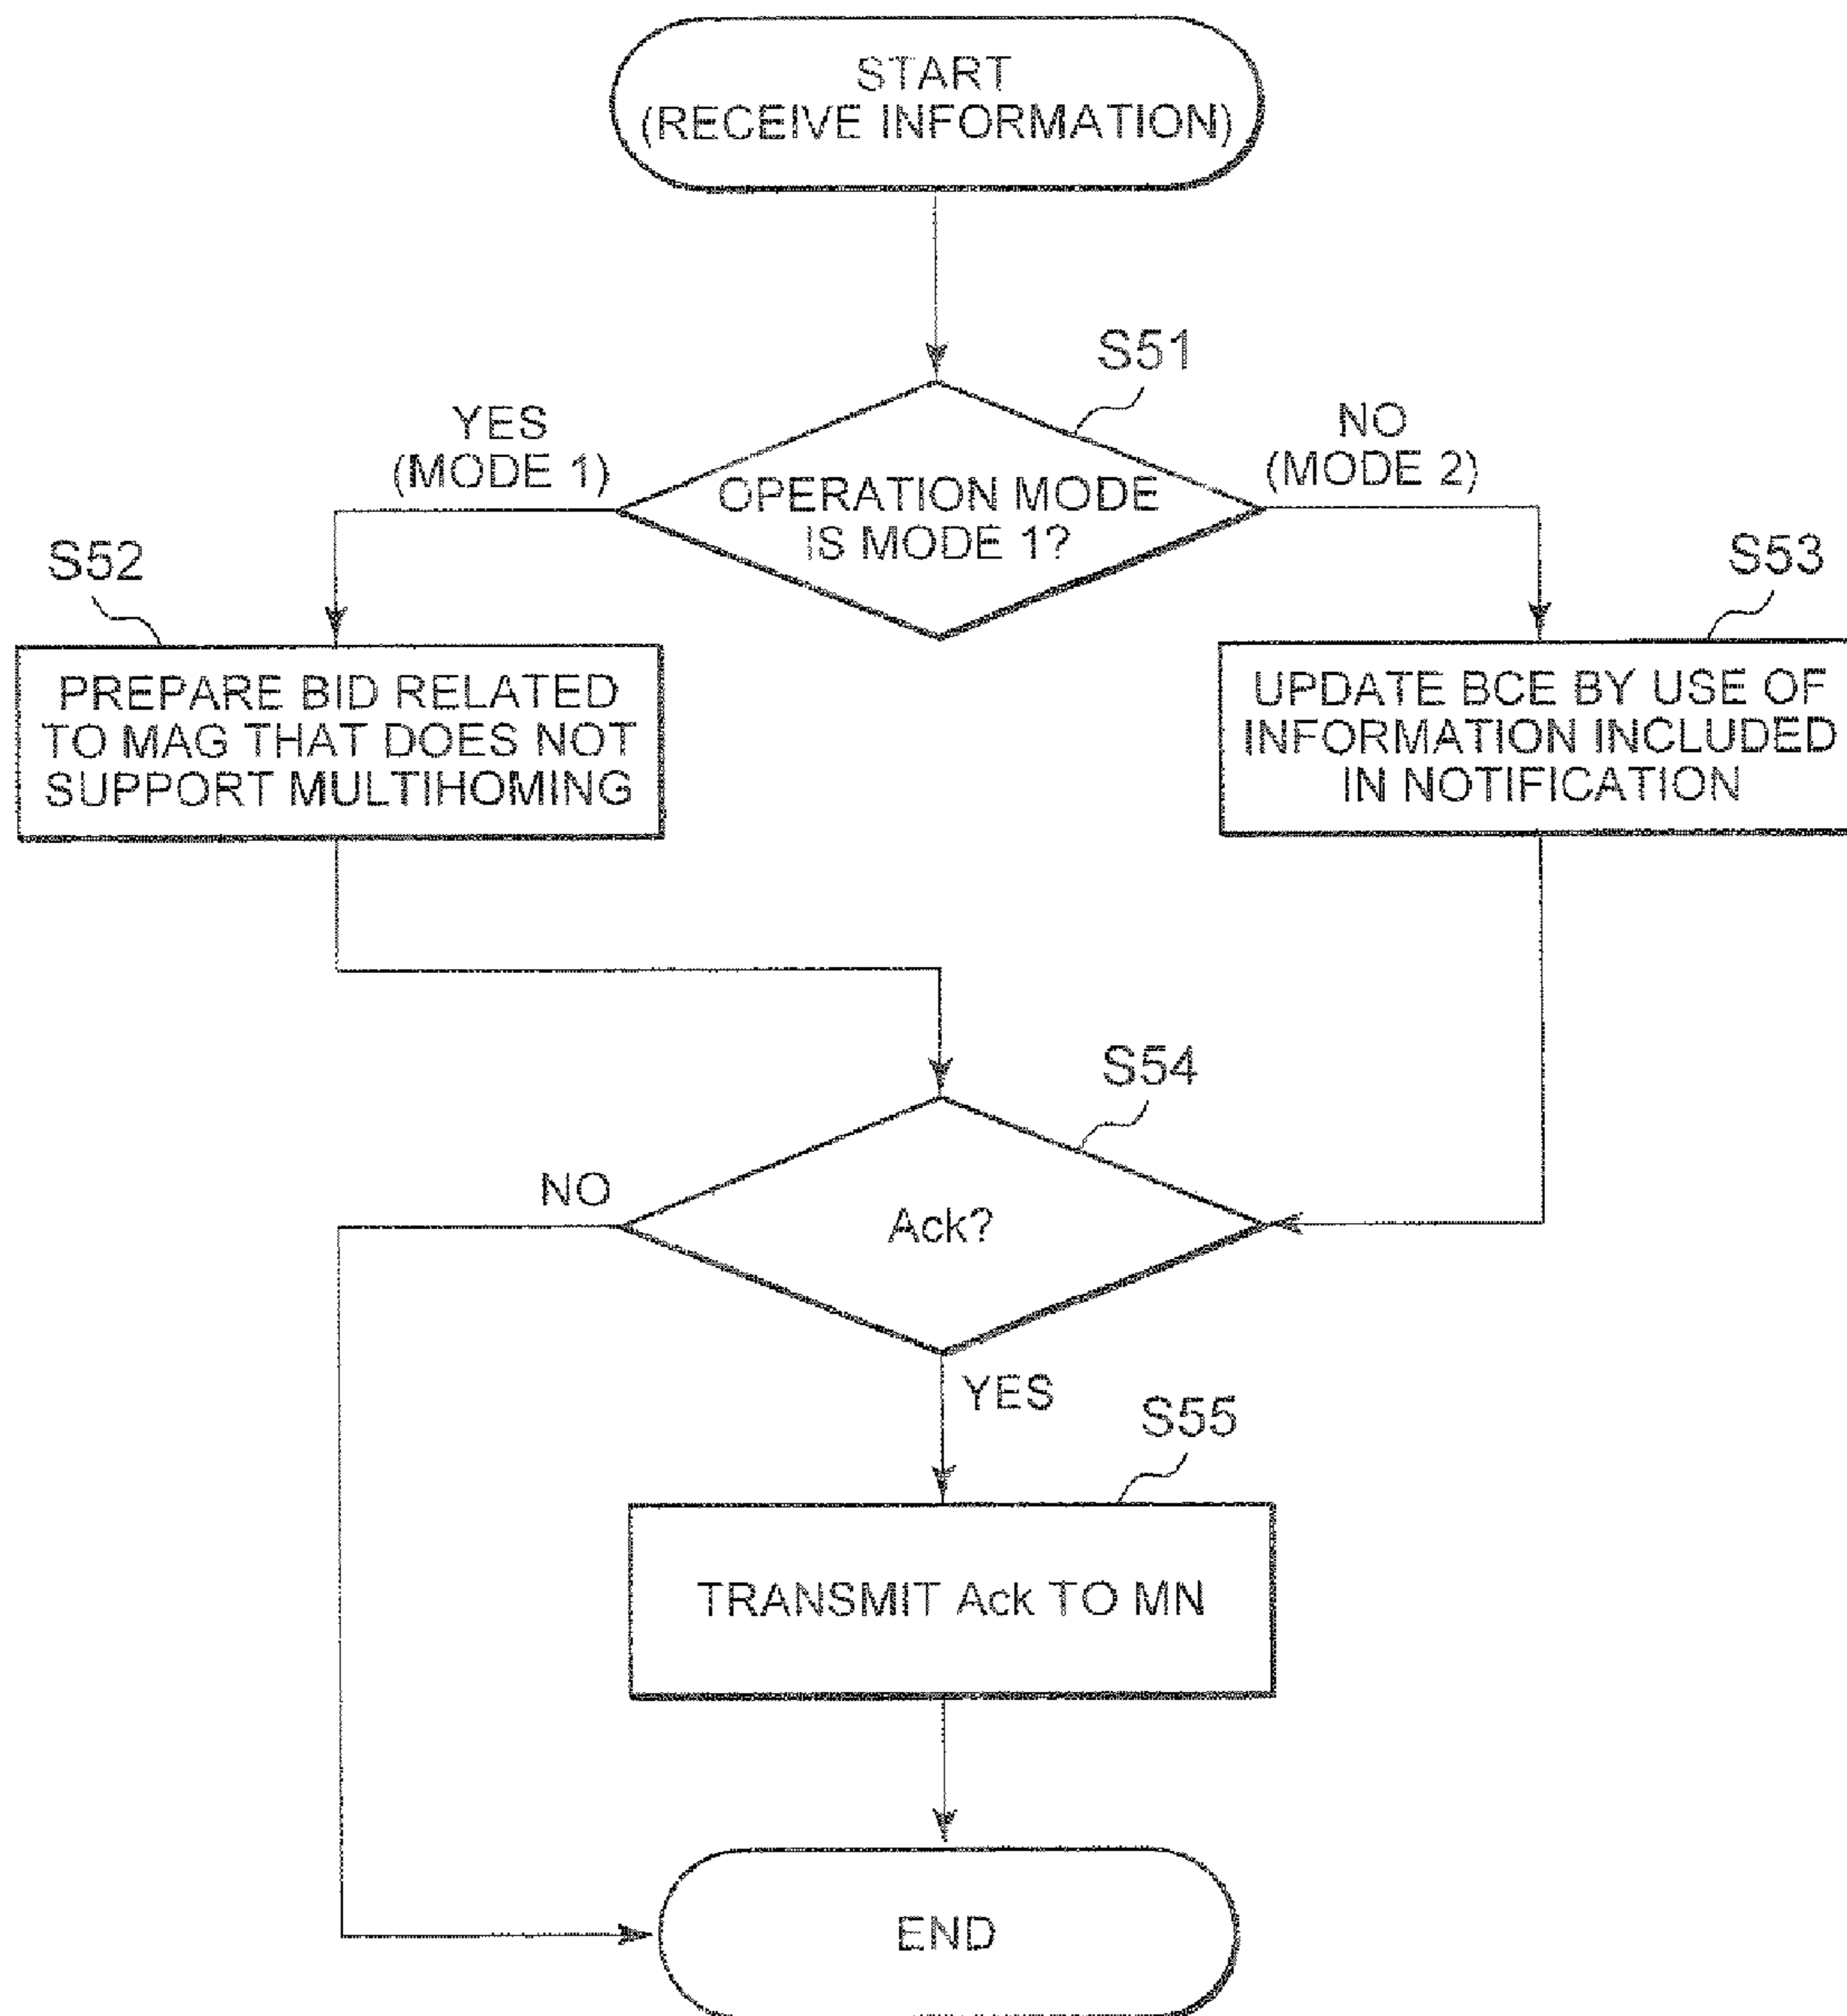 START
(RECEIVE INFORMATION)
S51
YES
(MODE 1)
NO
(MODE 2)
OPERATION MODE
IS MODE 1?
S52
S53
PREPARE BID RELATED
TO MAG THAT DOES NOT
SUPPORT MULTIHOMING
UPDATE BCE BY USE OF
INFORMATION INCLUDED
IN NOTIFICATION
S54
NO
Ack?
YES
S55
TRANSMIT Ack TO MN
END